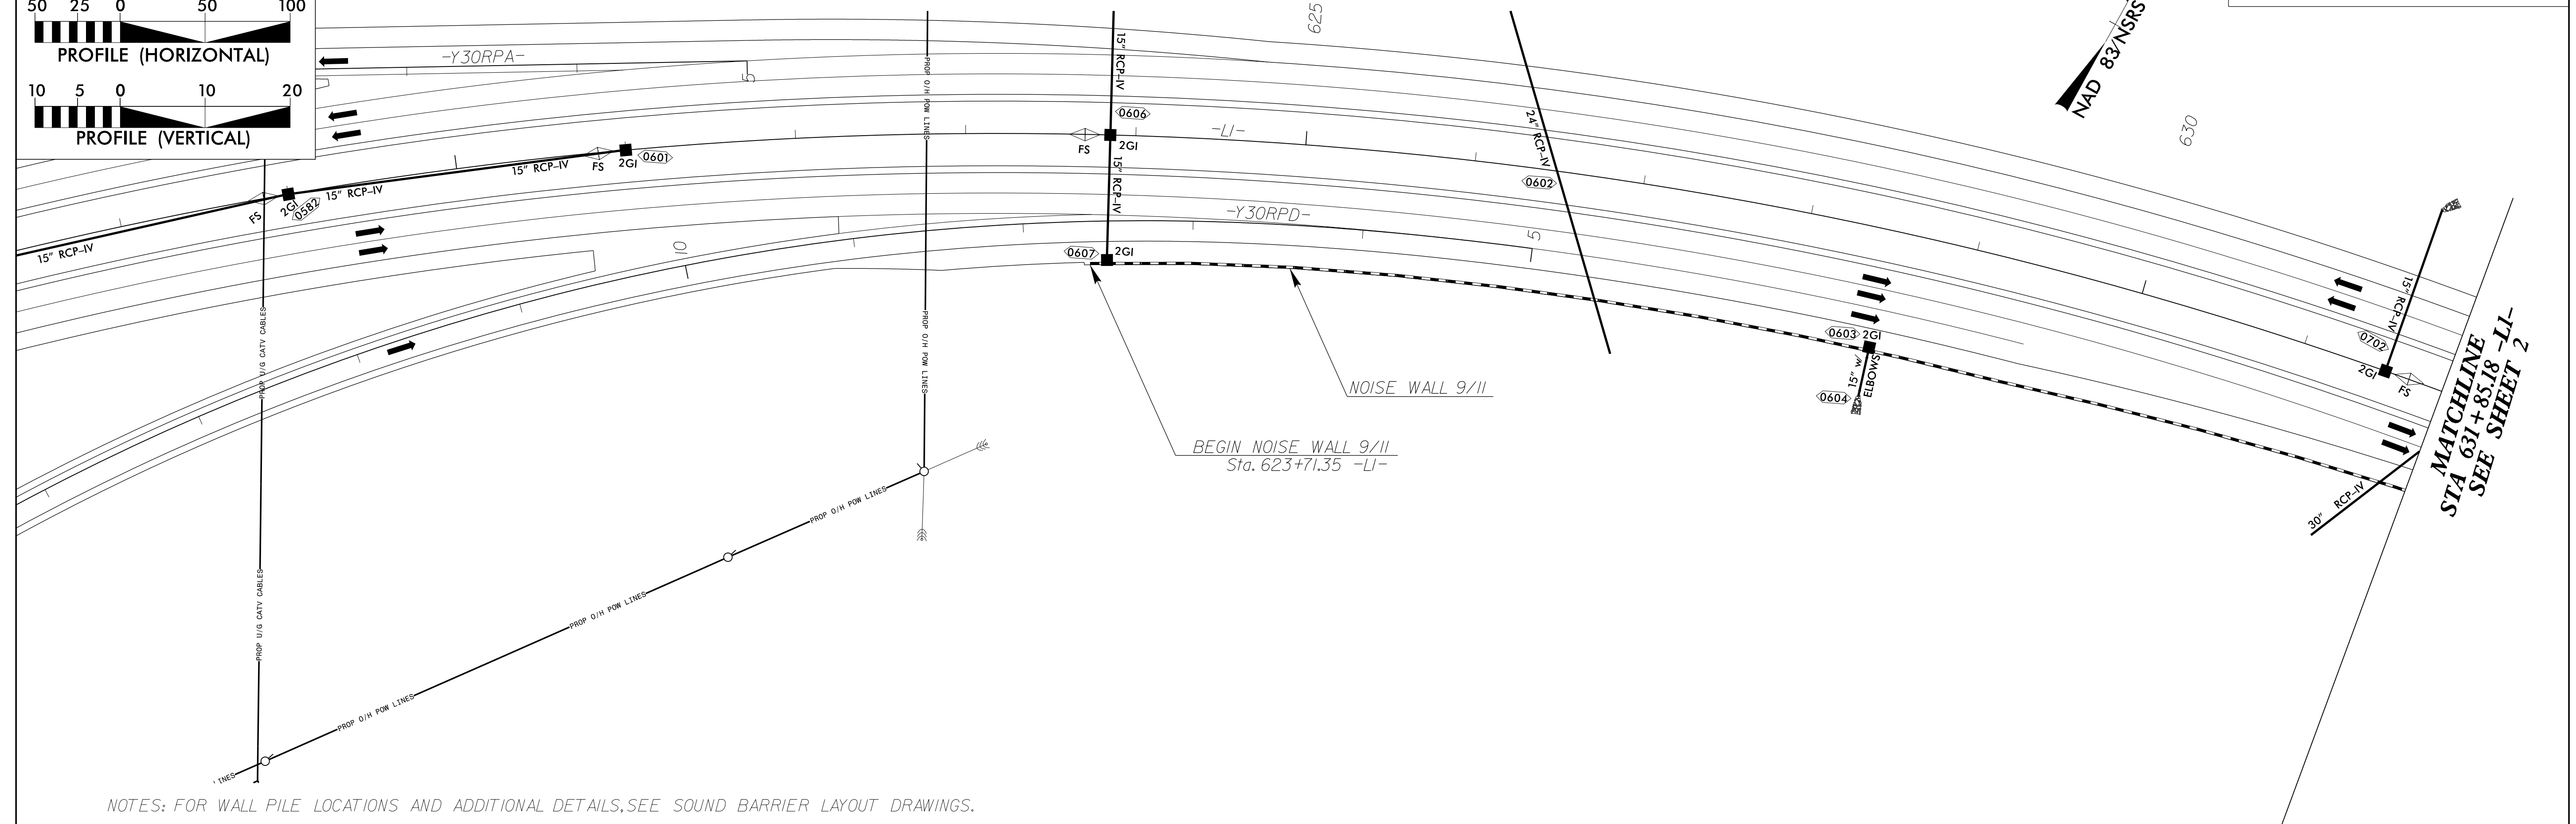 50 25 0 50 100
PROFILE (HORIZONTAL)
10 5 0 10 20
PROFILE (VERTICAL)
-Y30RPA-
5
PROP O/H POW LINES
15" RCP-IV
0606
625
24" RCP-IV
0602
NAD 83/NSRS
630
FS
2GI
-L1-
15" RCP-IV
FS
2GI
0601
15" RCP-IV
FS
2GI
0582
15" RCP-IV
15" RCP-IV
-Y30RPD-
10
5
0607
2GI
PROP U/G CATV CABLES
PROP O/H POW LINES
NOISE WALL 9/11
BEGIN NOISE WALL 9/11
Sta. 623+71.35 -L1-
0603
2GI
15" w/
ELBOWS
0604
15" RCP-IV
0702
2GI
FS
30" RCP-IV
MATCHLINE
STA 631+85.18 -L1-
SEE SHEET 2
PROP O/H POW LINES
PROP U/G CATV CABLES
PROP O/H POW LINES
PROP O/H POW LINES
LINES
NOTES: FOR WALL PILE LOCATIONS AND ADDITIONAL DETAILS,SEE SOUND BARRIER LAYOUT DRAWINGS.